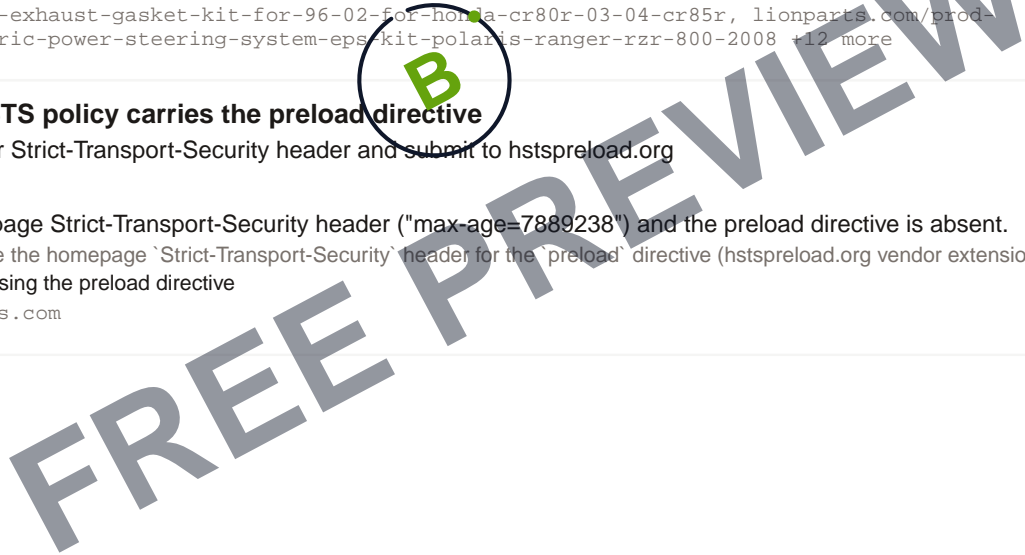 -exhaust-gasket-kit-for-96-02-for-honda-cr80r-03-04-cr85r, lionparts.com/prod-
ric-power-steering-system-eps-kit-polaris-ranger-rzr-800-2008 +12 more
B
TS policy carries the preload directive
r Strict-Transport-Security header and submit to hstspreload.org
page Strict-Transport-Security header ("max-age=7889238") and the preload directive is absent.
e the homepage `Strict-Transport-Security` header for the `preload` directive (hstspreload.org vendor extensio
sing the preload directive
s.com
FREE PREVIEW